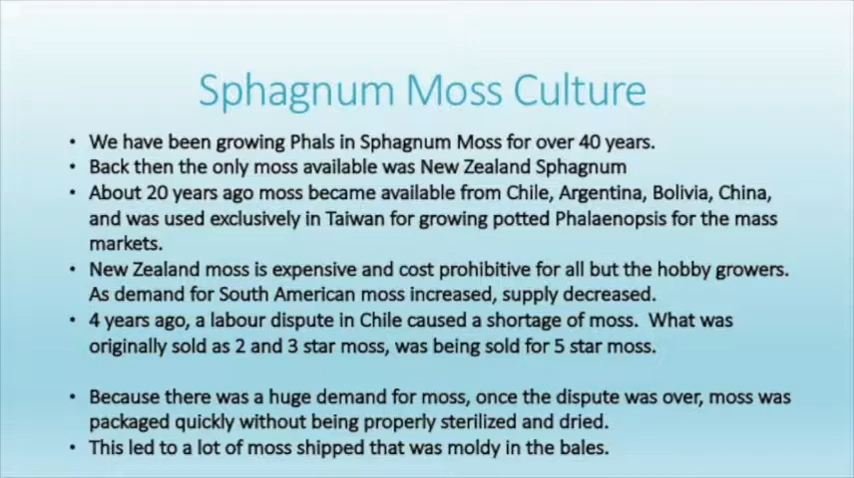 Sphagnum Moss Culture
• We have been growing Phals in Sphagnum Moss for over 40 years.
• Back then the only moss available was New Zealand Sphagnum
• About 20 years ago moss became available from Chile, Argentina, Bolivia, China,
and was used exclusively in Taiwan for growing potted Phalaenopsis for the mass
markets.
• New Zealand moss is expensive and cost prohibitive for all but the hobby growers.
As demand for South American moss increased, supply decreased.
• 4 years ago, a labour dispute in Chile caused a shortage of moss.  What was
originally sold as 2 and 3 star moss, was being sold for 5 star moss.
• Because there was a huge demand for moss, once the dispute was over, moss was
packaged quickly without being properly sterilized and dried.
• This led to a lot of moss shipped that was moldy in the bales.